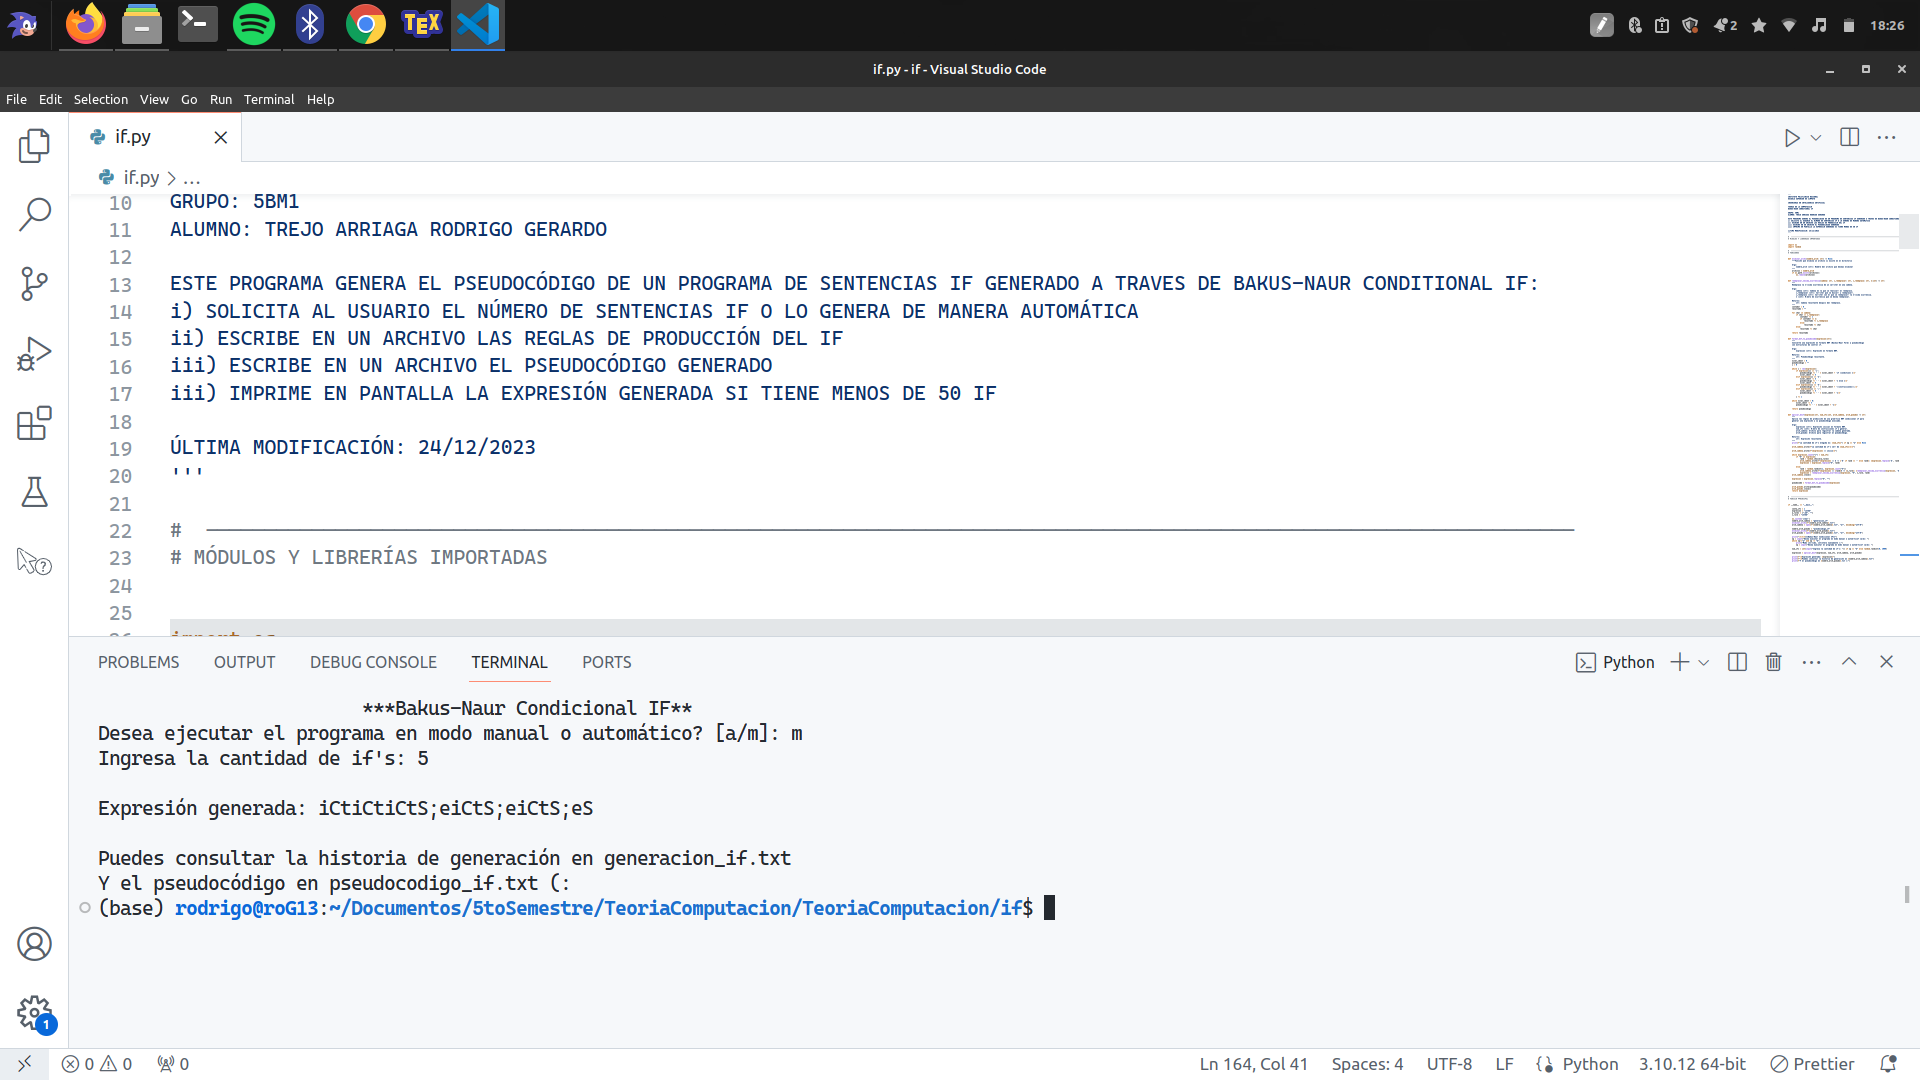 TEX
2
18:26
if.py - if - Visual Studio Code
File Edit Selection View Go Run Terminal Help
if.py
if.py > ...
10 GRUPO: 5BM1
11 ALUMNO: TREJO ARRIAGA RODRIGO GERARDO
12
13 ESTE PROGRAMA GENERA EL PSEUDOCÓDIGO DE UN PROGRAMA DE SENTENCIAS IF GENERADO A TRAVES DE BAKUS-NAUR CONDITIONAL IF:
14 i) SOLICITA AL USUARIO EL NÚMERO DE SENTENCIAS IF O LO GENERA DE MANERA AUTOMÁTICA
15 ii) ESCRIBE EN UN ARCHIVO LAS REGLAS DE PRODUCCIÓN DEL IF
16 iii) ESCRIBE EN UN ARCHIVO EL PSEUDOCÓDIGO GENERADO
17 iii) IMPRIME EN PANTALLA LA EXPRESIÓN GENERADA SI TIENE MENOS DE 50 IF
18
19 ÚLTIMA MODIFICACIÓN: 24/12/2023
20 '''
21
22 #
23 # MÓDULOS Y LIBRERÍAS IMPORTADAS
24
25
PROBLEMS OUTPUT DEBUG CONSOLE TERMINAL PORTS
Python
***Bakus-Naur Condicional IF**
Desea ejecutar el programa en modo manual o automático? [a/m]: m
Ingresa la cantidad de if's: 5
Expresión generada: iCtiCtiCtS;eiCtS;eiCtS;eS
Puedes consultar la historia de generación en generacion_if.txt
Y el pseudocódigo en pseudocodigo_if.txt (:
(base) rodrigo@roG13:~/Documentos/5toSemestre/TeoriaComputacion/TeoriaComputacion/if$
1
0 0 0
Ln 164, Col 41 Spaces: 4 UTF-8 LF Python 3.10.12 64-bit Prettier